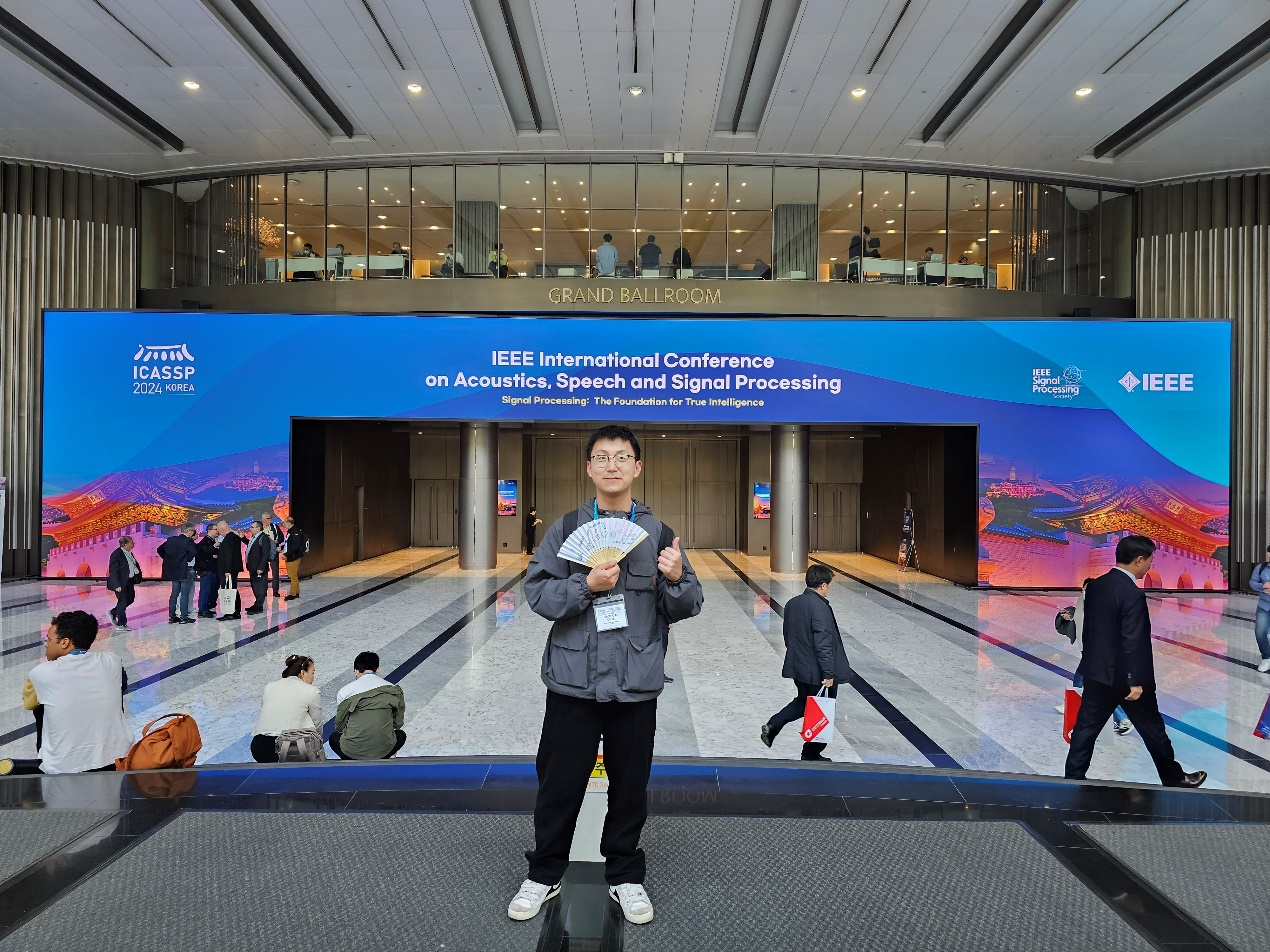 GRAND BALLROOM
ICASSP
2024 KOREA
IEEE International Conference
on Acoustics, Speech and Signal Processing
Signal Processing: The Foundation for True Intelligence
IEEE
Signal
Processing
Society
IEEE